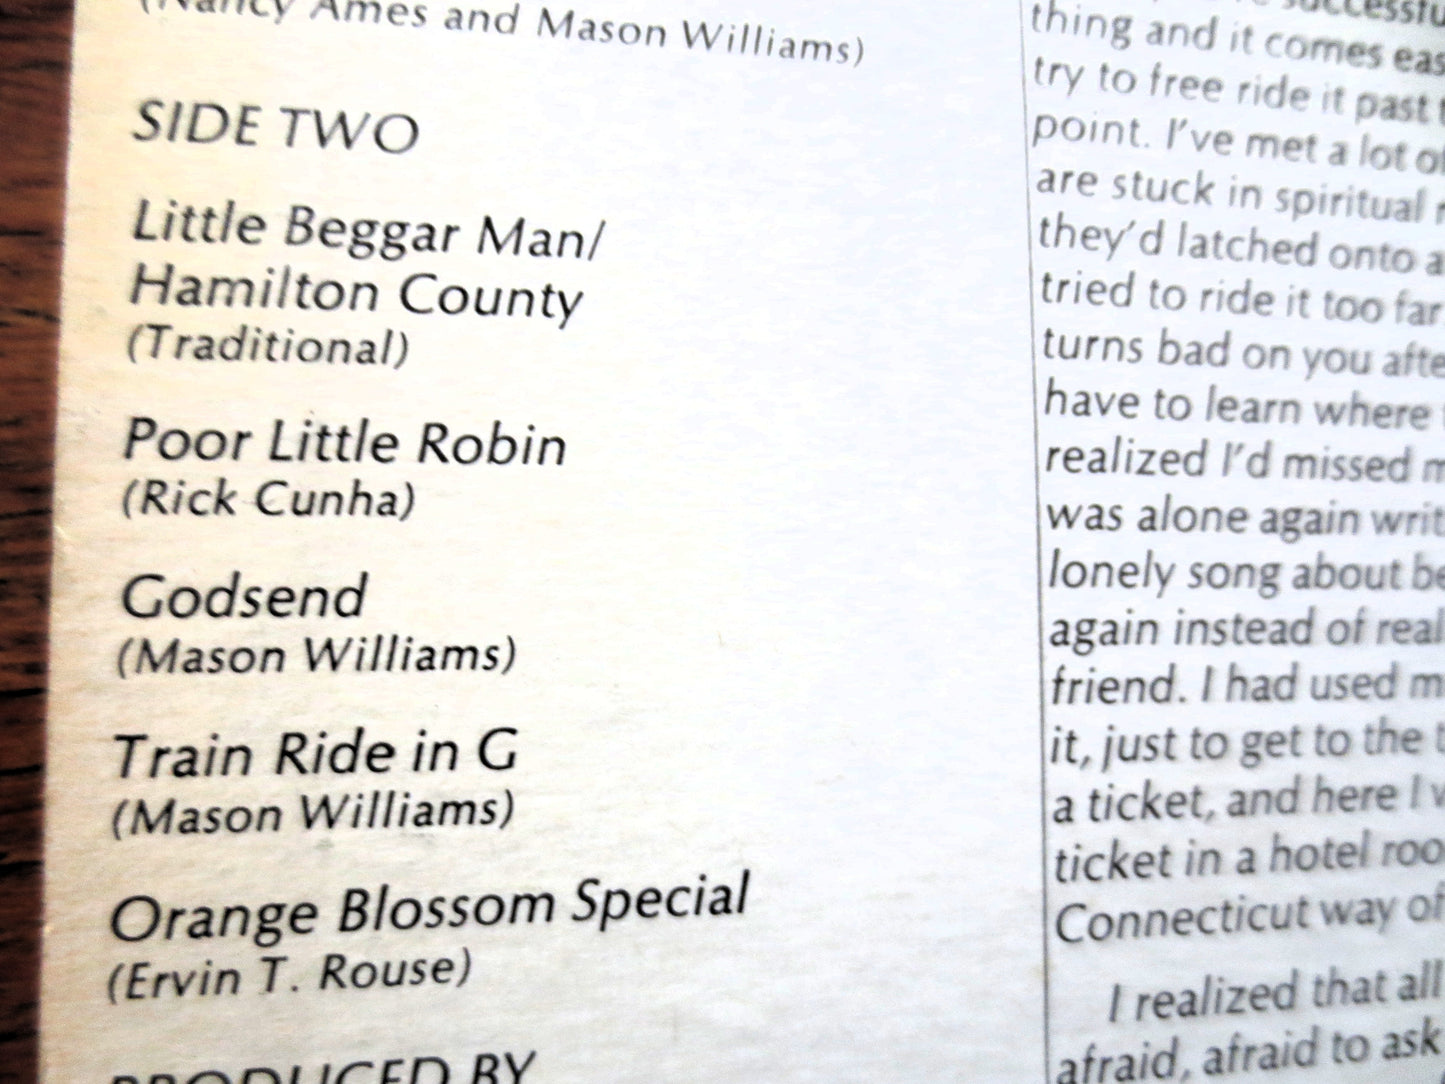 (Nancy Ames and Mason Williams)
SIDE TWO
Little Beggar Man/
Hamilton County
(Traditional)
Poor Little Robin
(Rick Cunha)
Godsend
(Mason Williams)
Train Ride in G
(Mason Williams)
Orange Blossom Special
(Ervin T. Rouse)
PRODUCED BY
thing and it comes eas
try to free ride it past t
point. I've met a lot of
are stuck in spiritual r
they'd latched onto a
tried to ride it too far
turns bad on you afte
have to learn where
realized I'd missed m
was alone again writ
lonely song about be
again instead of real
friend. I had used m
it, just to get to the t
a ticket, and here I w
ticket in a hotel roo
Connecticut way of
I realized that all
afraid, afraid to ask